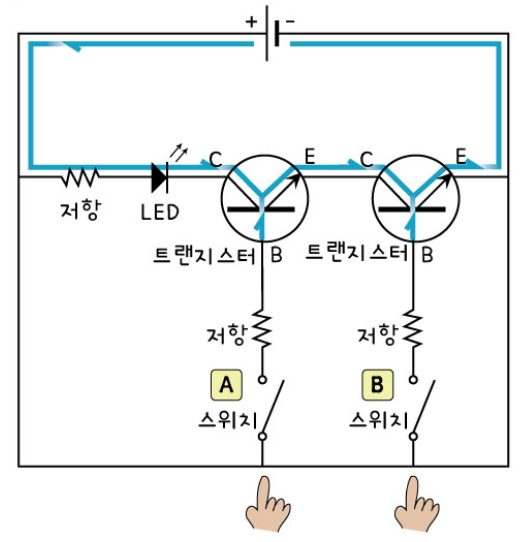 + −
C E C E
저항 LED
트랜지스터 B 트랜지스터 B
저항 저항
A B
스위치 스위치